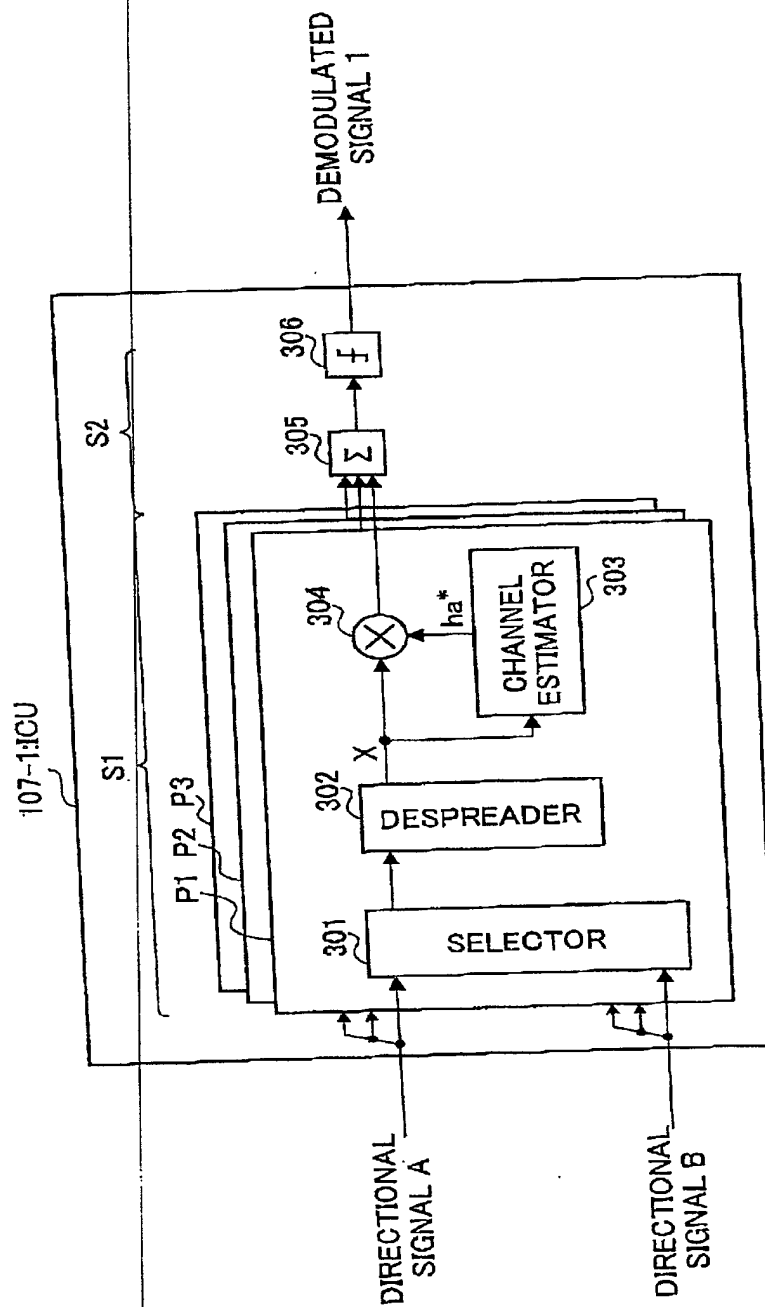 107-1:ICU
S1
S2
P1 P2 P3
301
SELECTOR
302
DESPREADER
X
304
ha*
CHANNEL
ESTIMATOR
303
305
Σ
306
DEMODULATED
SIGNAL 1
DIRECTIONAL
SIGNAL A
DIRECTIONAL
SIGNAL B